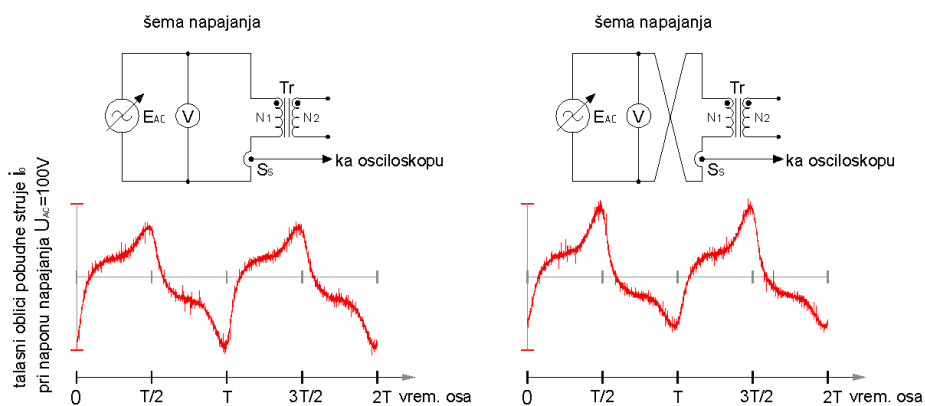 šema napajanja
Tr
EAC
V
N1
N2
SS
ka osciloskopu
talasni oblici pobudne struje i₀
pri naponu napajanja UAC=100V
0
T/2
T
3T/2
2T
vrem. osa
šema napajanja
Tr
EAC
V
N1
N2
SS
ka osciloskopu
0
T/2
T
3T/2
2T
vrem. osa